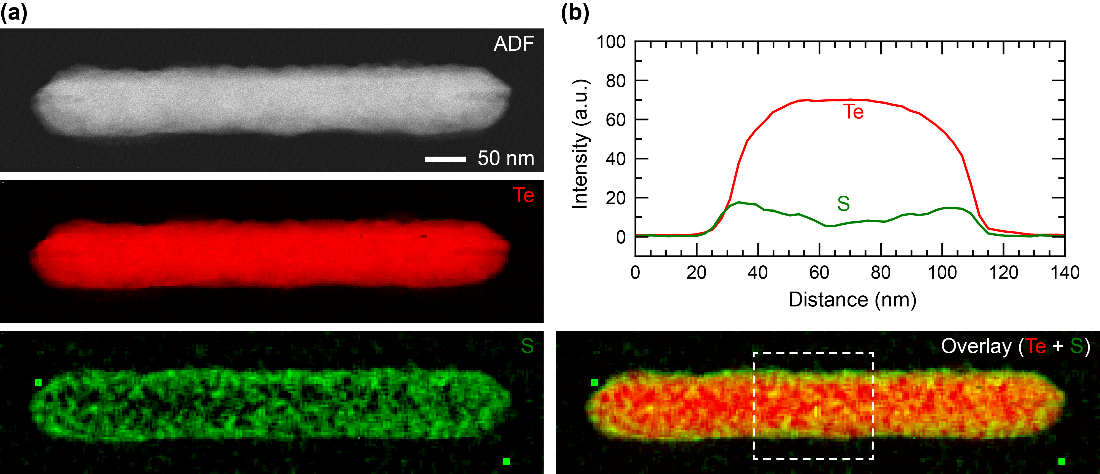 (a)
ADF
50 nm
Te
S
(b)
100
80
60
40
20
0
Intensity (a.u.)
Te
S
0 20 40 60 80 100 120 140
Distance (nm)
Overlay (Te + S)